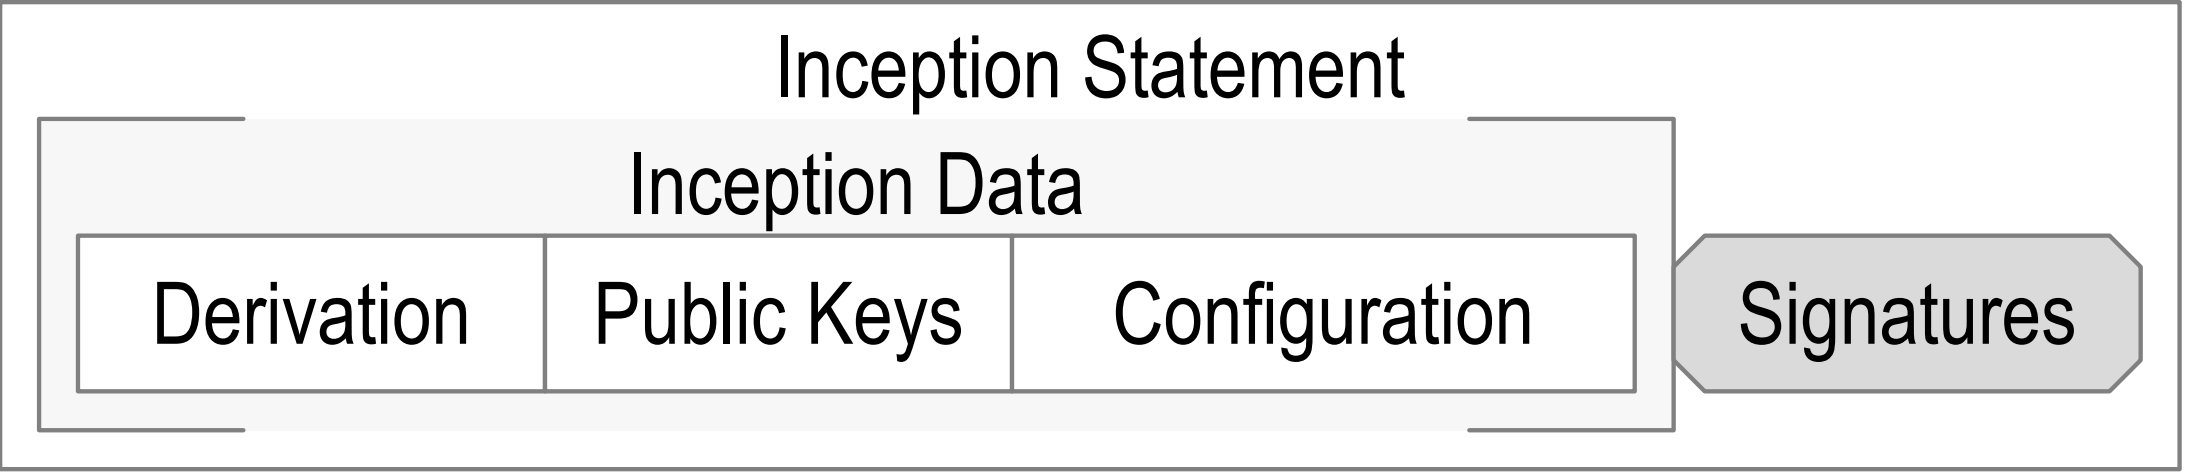 Inception Statement
Inception Data
Derivation Public Keys Configuration Signatures